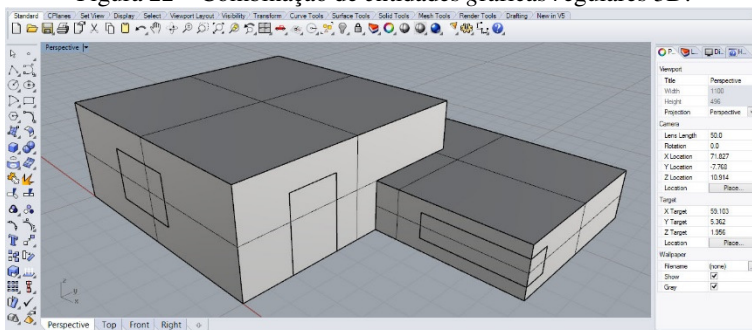 Figura 22 – Combinação de entidades gráficas regulares 3D.
Standard CPlanes Set View Display Select Viewport Layout Visibility Transform Curve Tools Surface Tools Solid Tools Mesh Tools Render Tools Drafting New in V5
Perspective
P.. L.. Di.. H..
Viewport
Title Perspective
Width 1100
Height 496
Projection Perspective
Camera
Lens Length 50.0
Rotation 0.0
X Location 71.827
Y Location -7.768
Z Location 10.914
Location Place...
Target
X Target 59.103
Y Target 5.362
Z Target 1.956
Location Place...
Wallpaper
Filename (none)
Show
Gray
z
y
x
Perspective Top Front Right